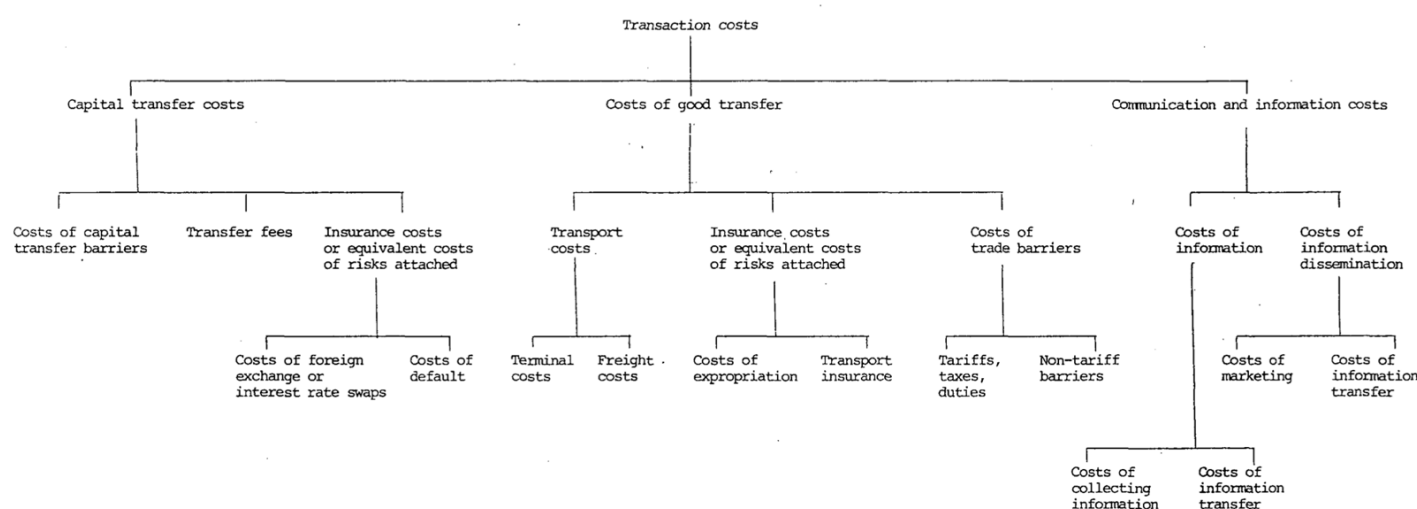 Transaction costs
Capital transfer costs
Costs of good transfer
Communication and information costs
Costs of capital
transfer barriers
Transfer fees
Insurance costs
or equivalent costs
of risks attached
Transport
costs
Insurance costs
or equivalent costs
of risks attached
Costs of
trade barriers
Costs of
information
Costs of
information
dissemination
Costs of foreign
exchange or
interest rate swaps
Costs of
default
Terminal
costs
Freight
costs
Costs of
expropriation
Transport
insurance
Tariffs,
taxes,
duties
Non-tariff
barriers
Costs of
marketing
Costs of
information
transfer
Costs of
collecting
information
Costs of
information
transfer